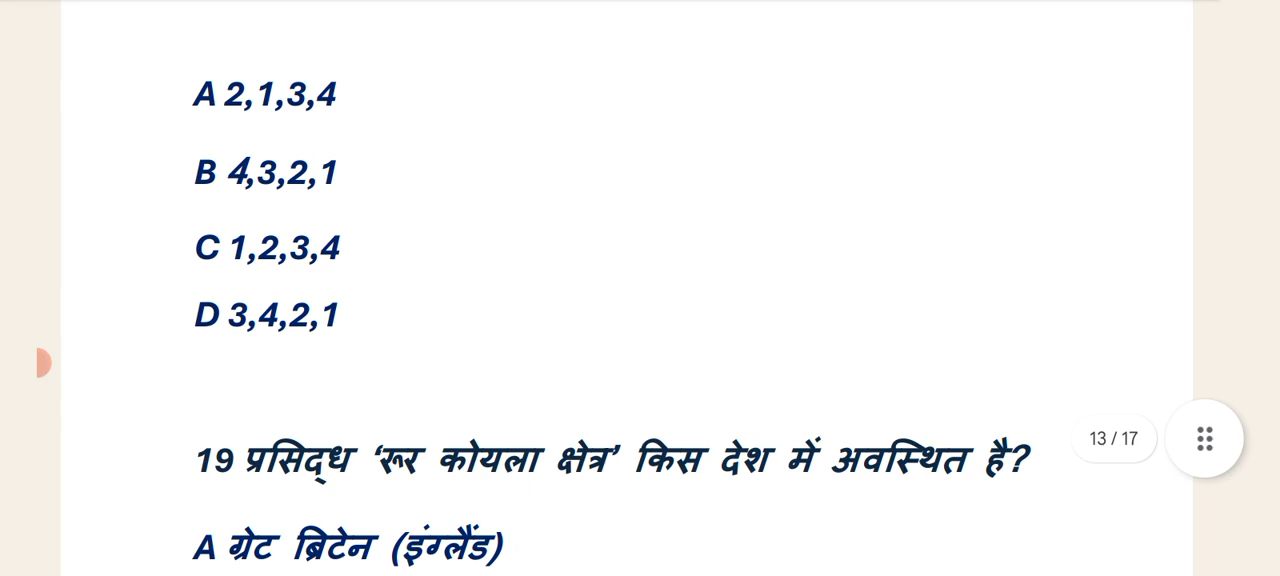 A 2,1,3,4
B 4,3,2,1
C 1,2,3,4
D 3,4,2,1
19 प्रसिद्ध ‘रूर कोयला क्षेत्र’ किस देश में अवस्थित है?
13 / 17
A ग्रेट ब्रिटेन (इंग्लैंड)